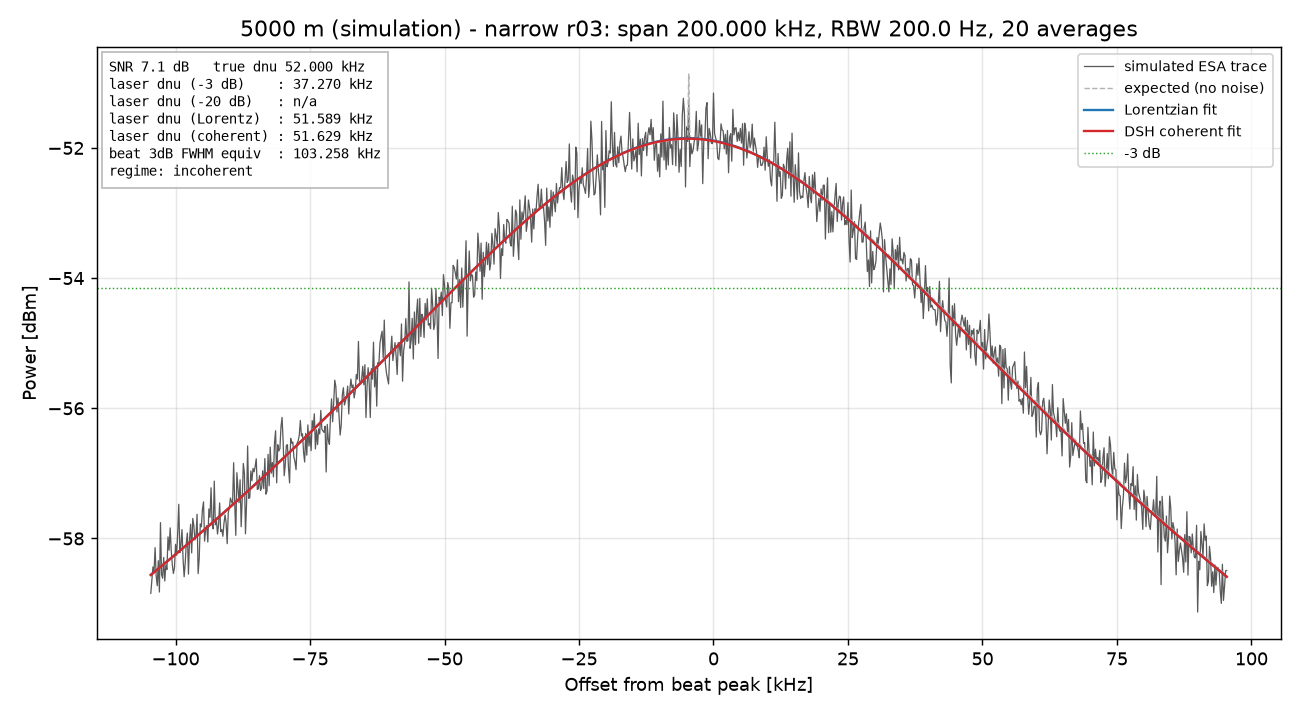 5000 m (simulation) - narrow r03: span 200.000 kHz, RBW 200.0 Hz, 20 averages
SNR 7.1 dB   true dnu 52.000 kHz
laser dnu (-3 dB)    : 37.270 kHz
laser dnu (-20 dB)   : n/a
laser dnu (Lorentz)  : 51.589 kHz
laser dnu (coherent) : 51.629 kHz
beat 3dB FWHM equiv  : 103.258 kHz
regime: incoherent
simulated ESA trace
expected (no noise)
Lorentzian fit
DSH coherent fit
-3 dB
Power [dBm]
−52
−54
−56
−58
−100
−75
−50
−25
0
25
50
75
100
Offset from beat peak [kHz]